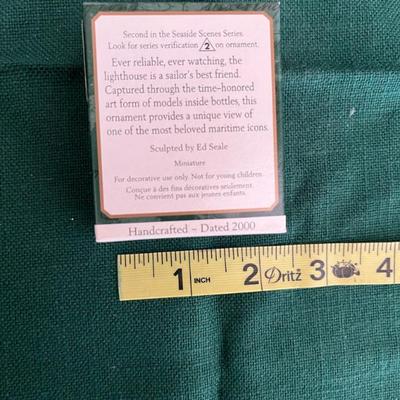 Second in the Seaside Scenes Series.
Look for series verification 2 on ornament.
Ever reliable, ever watching, the
lighthouse is a sailor's best friend.
Captured through the time-honored
art form of models inside bottles, this
ornament provides a unique view of
one of the most beloved maritime icons.
Sculpted by Ed Seale
Miniature
For decorative use only. Not for young children.
Conçue à des fins décoratives seulement.
Ne convient pas aux jeunes enfants.
Handcrafted ~ Dated 2000
1 INCH 2 Dritz 3 4